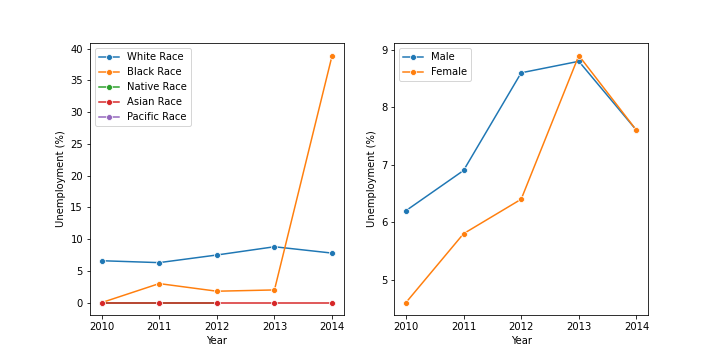 White Race
Black Race
Native Race
Asian Race
Pacific Race
Unemployment (%)
40
35
30
25
20
15
10
5
0
2010 2011 2012 2013 2014
Year
Male
Female
Unemployment (%)
9
8
7
6
5
2010 2011 2012 2013 2014
Year